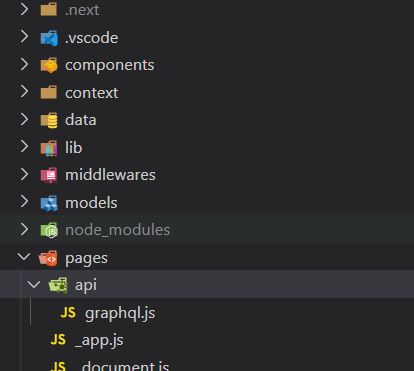 .next
.vscode
components
context
data
lib
middlewares
models
node_modules
pages
api
JS graphql.js
JS _app.js
JS _document.js